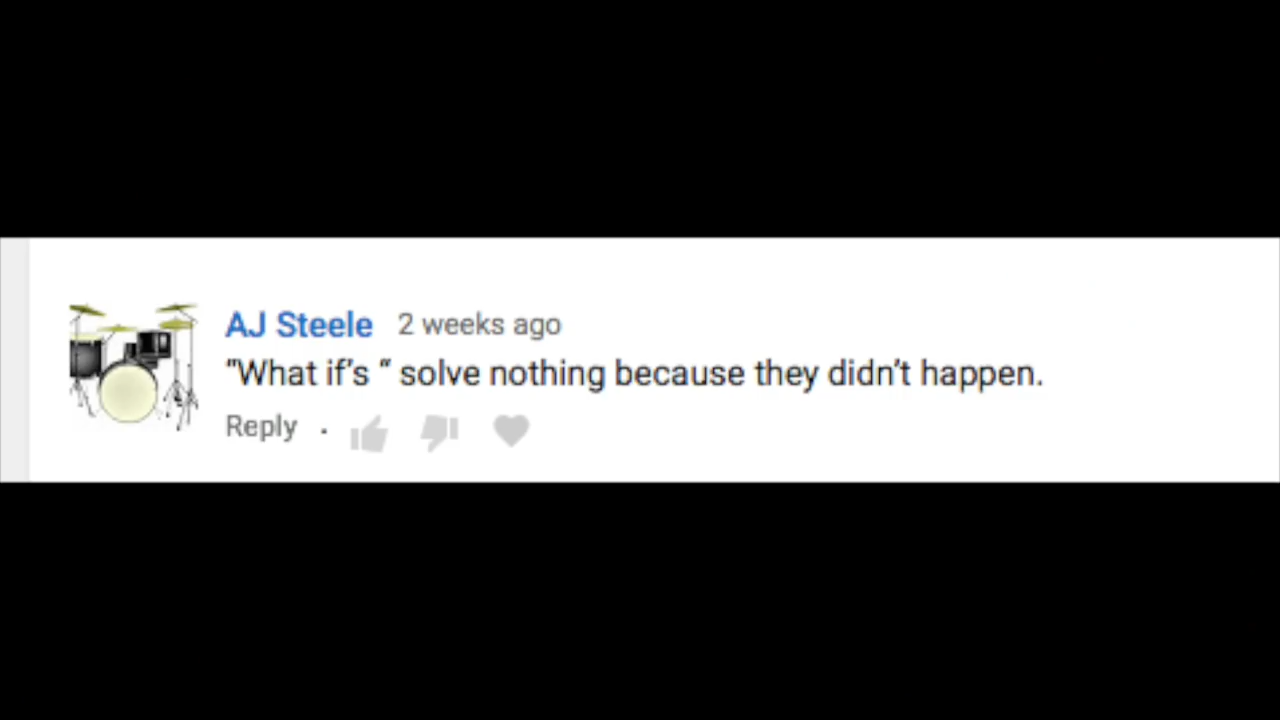 AJ Steele 2 weeks ago
“What if’s “ solve nothing because they didn’t happen.
Reply .